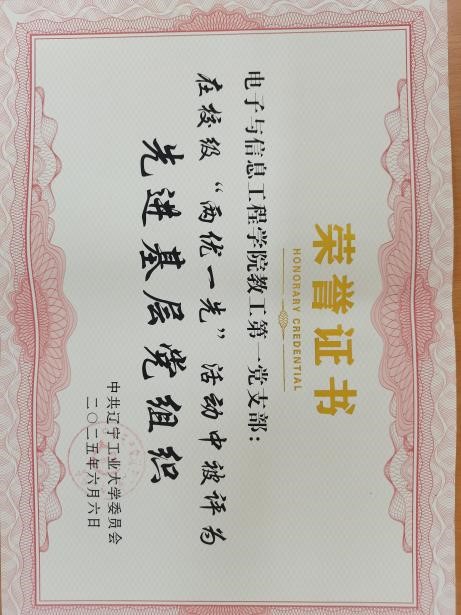 荣誉证书
HONORARY CREDENTIAL
电子与信息工程学院教工第一党支部：
在校级“两优一先”活动中被评为
先进基层党组织
中共辽宁工业大学委员会
二〇二五年六月六日